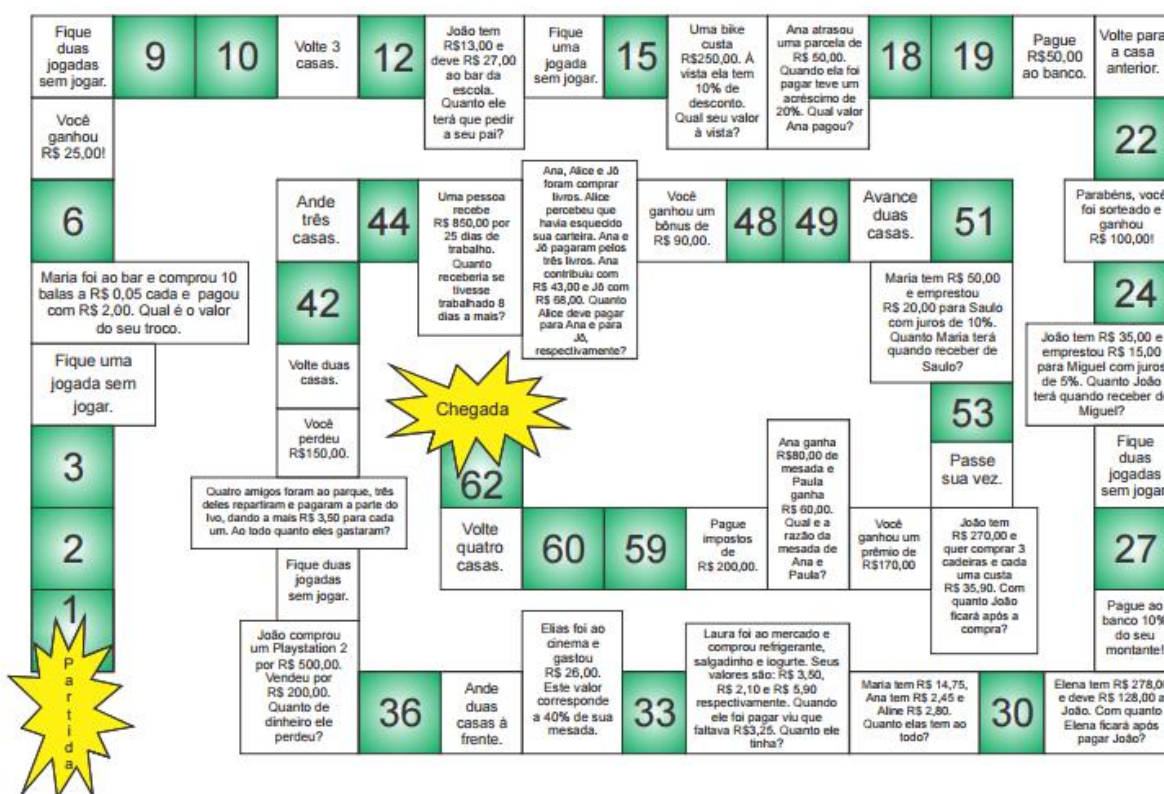 Partida
1
2
3
Fique uma
jogada sem
jogar.
Maria foi ao bar e comprou 10
balas a R$ 0,05 cada e pagou
com R$ 2,00. Qual é o valor
do seu troco.
6
Você
ganhou
R$ 25,00!
Fique
duas
jogadas
sem jogar.
9
10
Volte 3
casas.
12
João tem
R$13,00 e
deve R$ 27,00
ao bar da
escola.
Quanto ele
terá que pedir
a seu pai?
Fique
uma
jogada
sem jogar.
15
Uma bike
custa
R$250,00. À
vista ela tem
10% de
desconto.
Qual seu valor
à vista?
Ana atrasou
uma parcela de
R$ 50,00.
Quando ela foi
pagar teve um
acréscimo de
20%. Qual valor
Ana pagou?
18
19
Pague
R$50,00
ao banco.
Volte para
a casa
anterior.
22
Parabéns, você
foi sorteado e
ganhou
R$ 100,00!
24
João tem R$ 35,00 e
emprestou R$ 15,00
para Miguel com juros
de 5%. Quanto João
terá quando receber de
Miguel?
Fique
duas
jogadas
sem jogar
27
Pague ao
banco 10%
do seu
montante!
Elena tem R$ 278,00
e deve R$ 128,00 a
João. Com quanto
Elena ficará após
pagar João?
30
Maria tem R$ 14,75,
Ana tem R$ 2,45 e
Aline R$ 2,80.
Quanto elas tem ao
todo?
Laura foi ao mercado e
comprou refrigerante,
salgadinho e iogurte. Seus
valores são: R$ 3,50,
R$ 2,10 e R$ 5,90
respectivamente. Quando
ele foi pagar viu que
faltava R$3,25. Quanto ele
tinha?
33
Elias foi ao
cinema e
gastou
R$ 26,00.
Este valor
corresponde
a 40% de sua
mesada.
Ande
duas
casas à
frente.
36
João comprou
um Playstation 2
por R$ 500,00.
Vendeu por
R$ 200,00.
Quanto de
dinheiro ele
perdeu?
Fique duas
jogadas
sem jogar.
Quatro amigos foram ao parque, três
deles repartiram e pagaram a parte do
Ivo, dando a mais R$ 3,50 para cada
um. Ao todo quanto eles gastaram?
Você
perdeu
R$150,00.
Volte duas
casas.
42
Ande
três
casas.
44
Uma pessoa
recebe
R$ 850,00 por
25 dias de
trabalho.
Quanto
receberia se
tivesse
trabalhado 8
dias a mais?
Ana, Alice e Jô
foram comprar
livros. Alice
percebeu que
havia esquecido
sua carteira. Ana e
Jô pagaram pelos
três livros. Ana
contribuiu com
R$ 43,00 e Jô com
R$ 68,00. Quanto
Alice deve pagar
para Ana e para
Jô,
respectivamente?
Você
ganhou um
bônus de
R$ 90,00.
48
49
Avance
duas
casas.
51
Maria tem R$ 50,00
e emprestou
R$ 20,00 para Saulo
com juros de 10%.
Quanto Maria terá
quando receber de
Saulo?
53
Passe
sua vez.
João tem
R$ 270,00 e
quer comprar 3
cadeiras e cada
uma custa
R$ 35,90. Com
quanto João
ficará após a
compra?
Você
ganhou um
prêmio de
R$170,00
Ana ganha
R$80,00 de
mesada e
Paula
ganha
R$ 60,00.
Qual e a
razão da
mesada de
Ana e
Paula?
Pague
impostos
de
R$ 200,00.
59
60
Volte
quatro
casas.
62
Chegada